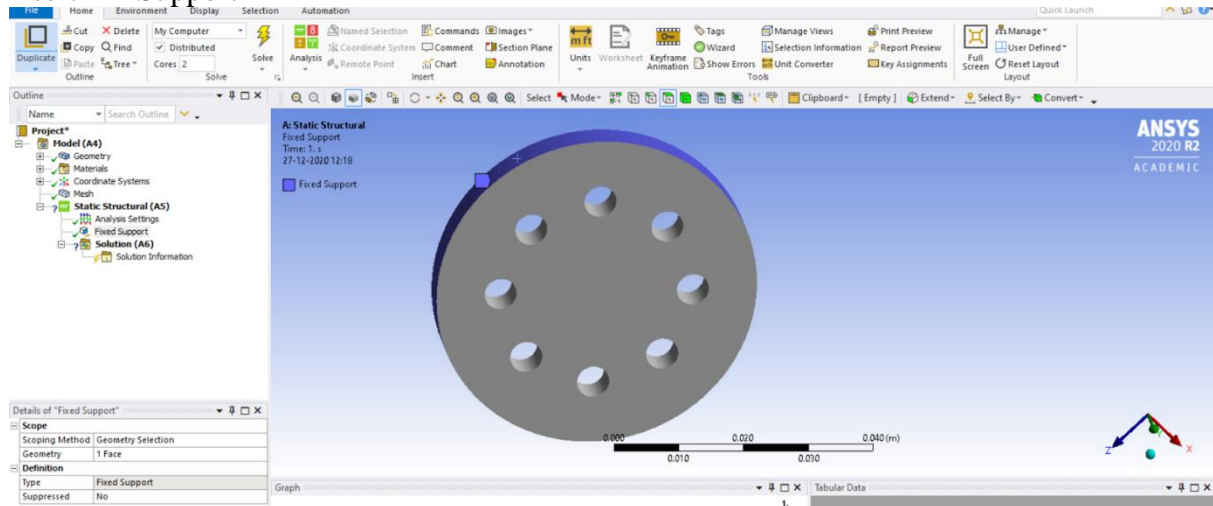 File Home Environment Display Selection Automation Quick Launch
Cut Delete My Computer Named Selection Commands Images Tags Manage Views Print Preview Manage
Copy Find Distributed Coordinate System Comment Section Plane Wizard Selection Information Report Preview User Defined
Duplicate Paste Tree Cores 2 Solve Analysis Remote Point Chart Annotation Units Worksheet Keyframe Animation Show Errors Unit Converter Key Assignments Full Screen Reset Layout
Outline Solve Insert Tools Layout
Outline Select Mode Clipboard [Empty] Extend Select By Convert
Name Search Outline
Project*
Model (A4)
Geometry
Materials
Coordinate Systems
Mesh
Static Structural (A5)
Analysis Settings
Fixed Support
Solution (A6)
Solution Information
A: Static Structural
Fixed Support
Time: 1. s
27-12-2020 12:18
Fixed Support
ANSYS
2020 R2
ACADEMIC
0.000 0.020 0.040 (m)
0.010 0.030
Z X
Details of "Fixed Support"
Scope
Scoping Method Geometry Selection
Geometry 1 Face
Definition
Type Fixed Support
Suppressed No
Graph Tabular Data
1.